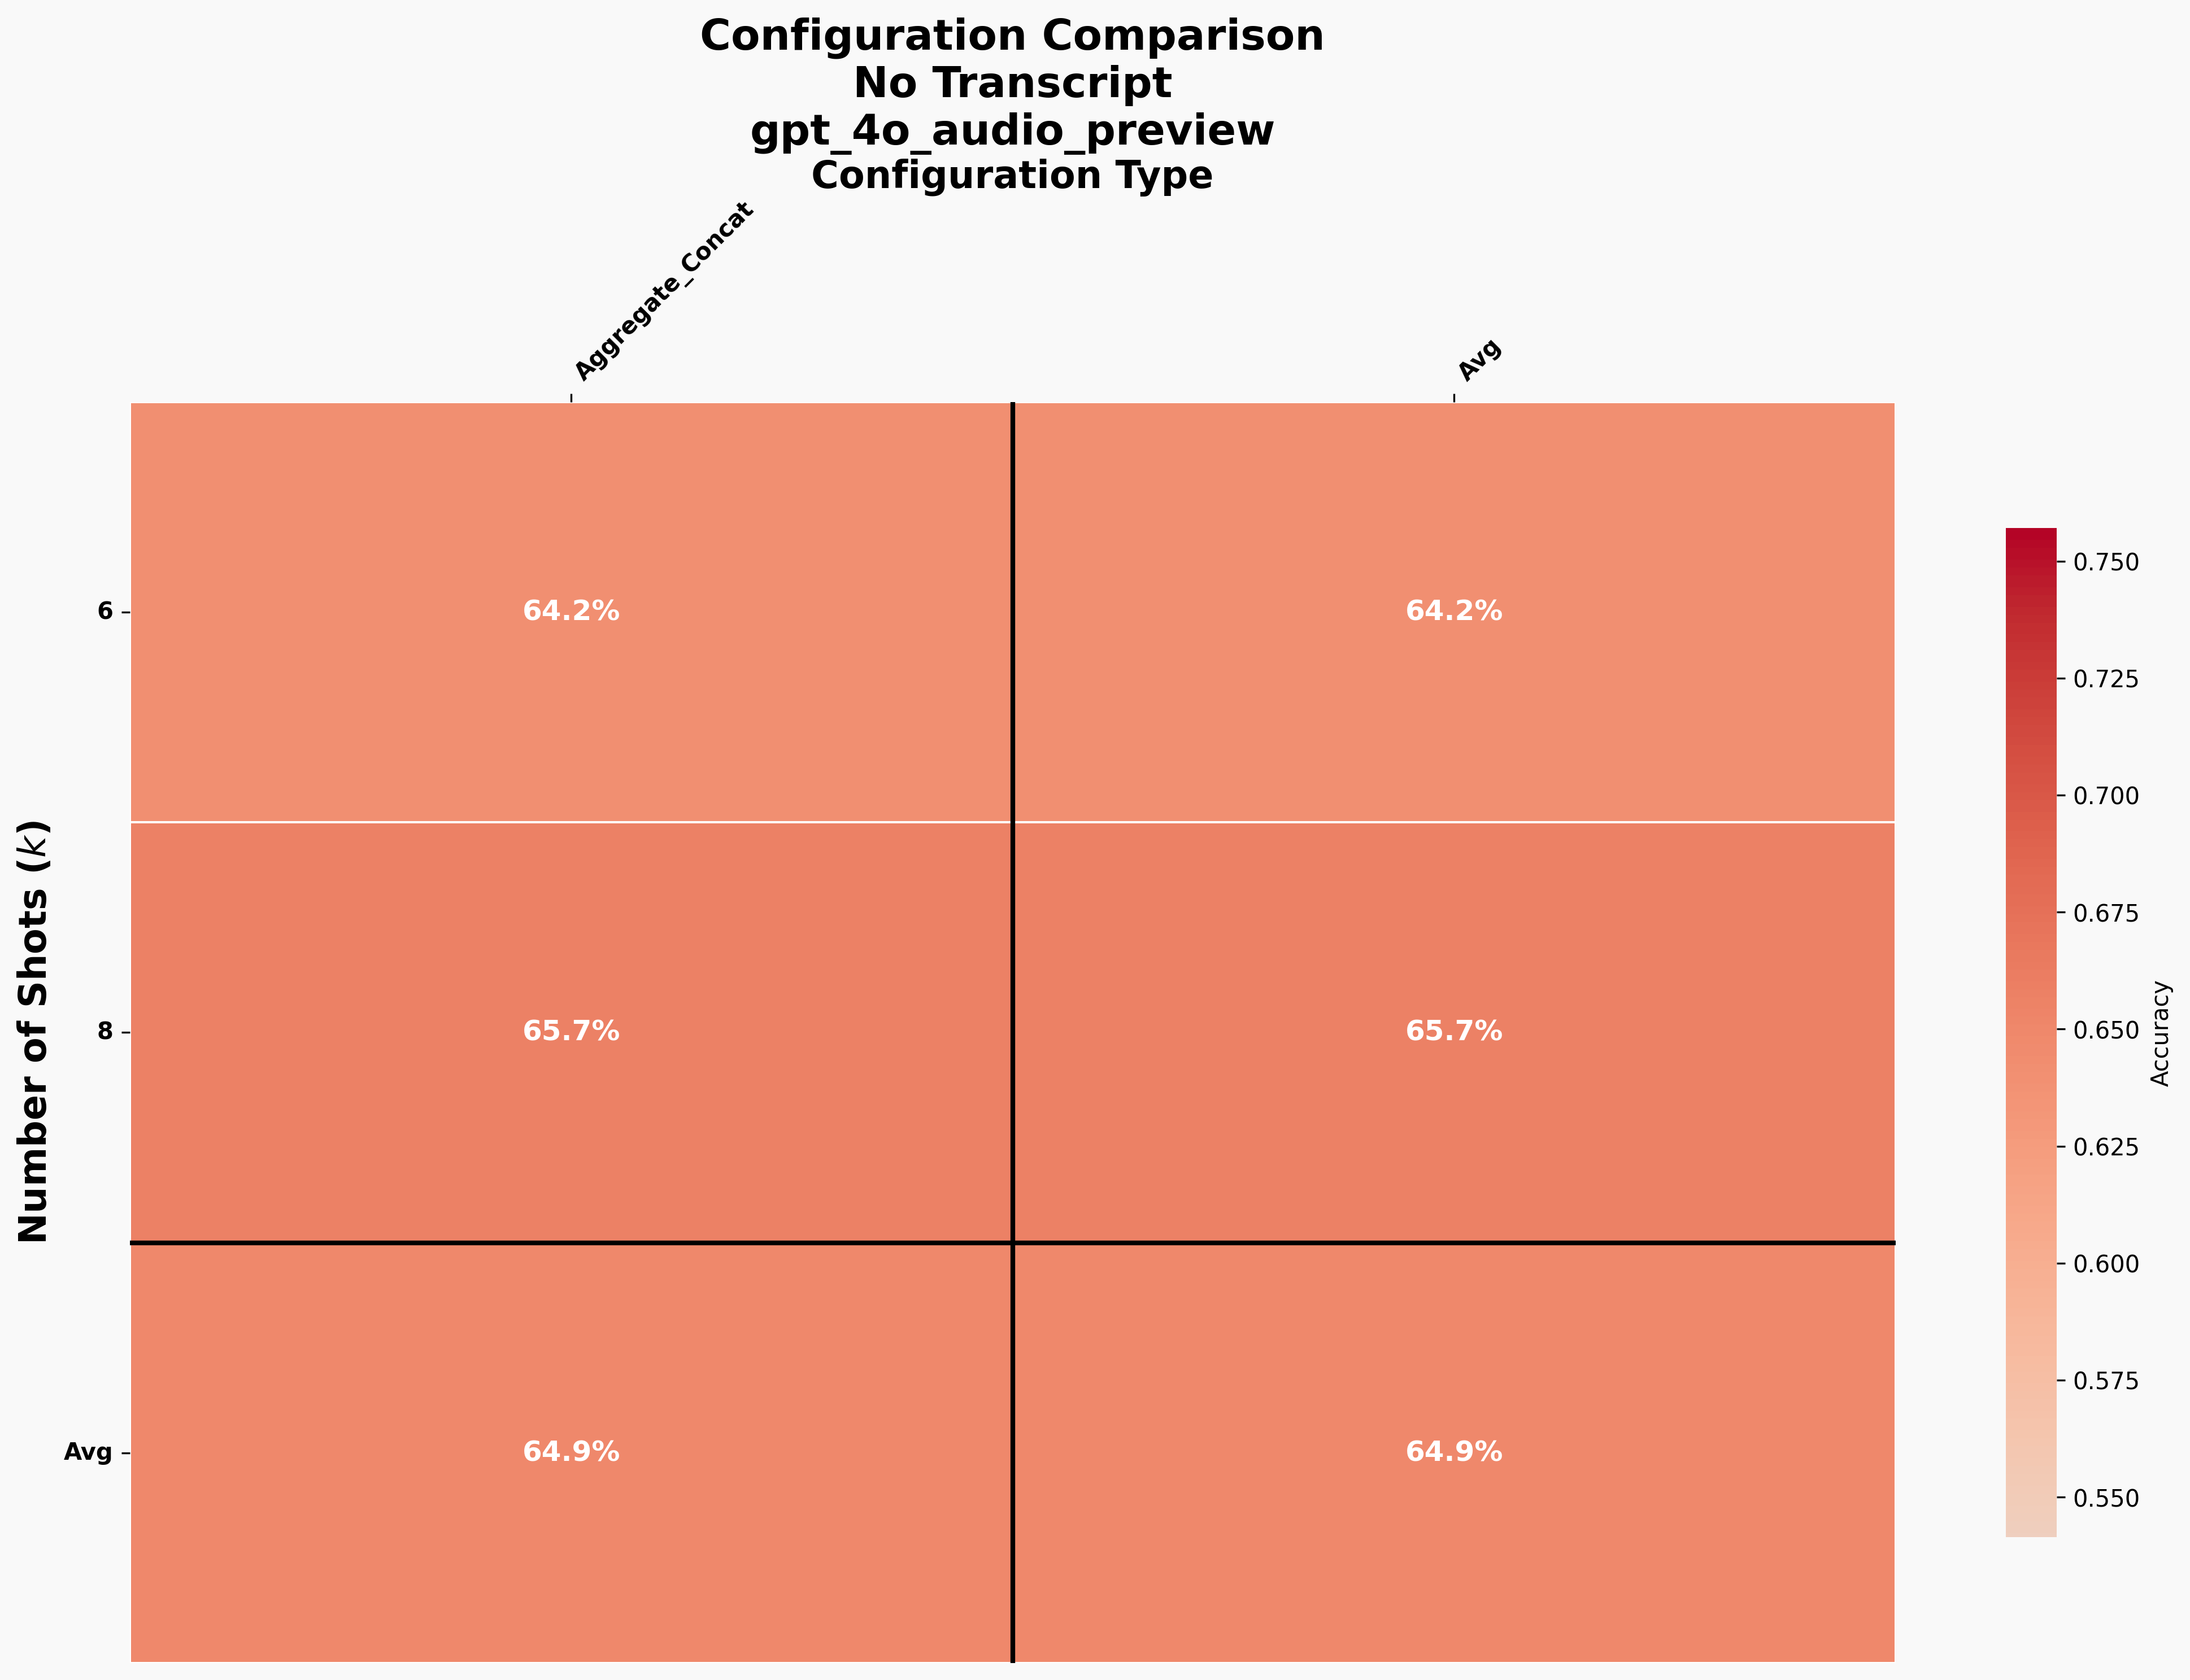 Configuration Comparison
No Transcript
gpt_4o_audio_preview
Configuration Type
Aggregate_Concat
Avg
Number of Shots (k)
6
64.2%
64.2%
8
65.7%
65.7%
Avg
64.9%
64.9%
0.750
0.725
0.700
0.675
0.650
0.625
0.600
0.575
0.550
Accuracy